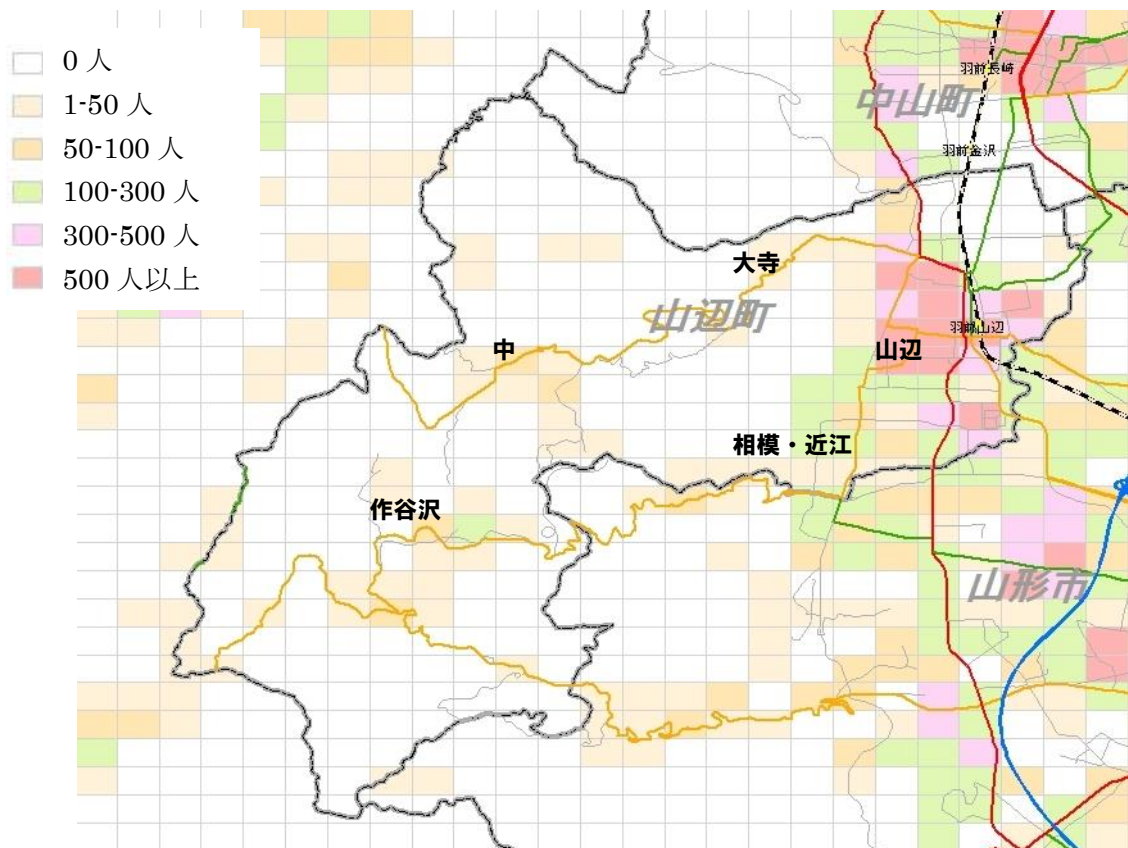 0 人
1-50 人
50-100 人
100-300 人
300-500 人
500 人以上
羽前長崎
中山町
羽前金沢
大寺
山辺町
羽前山辺
中
山辺
相模・近江
作谷沢
山形市